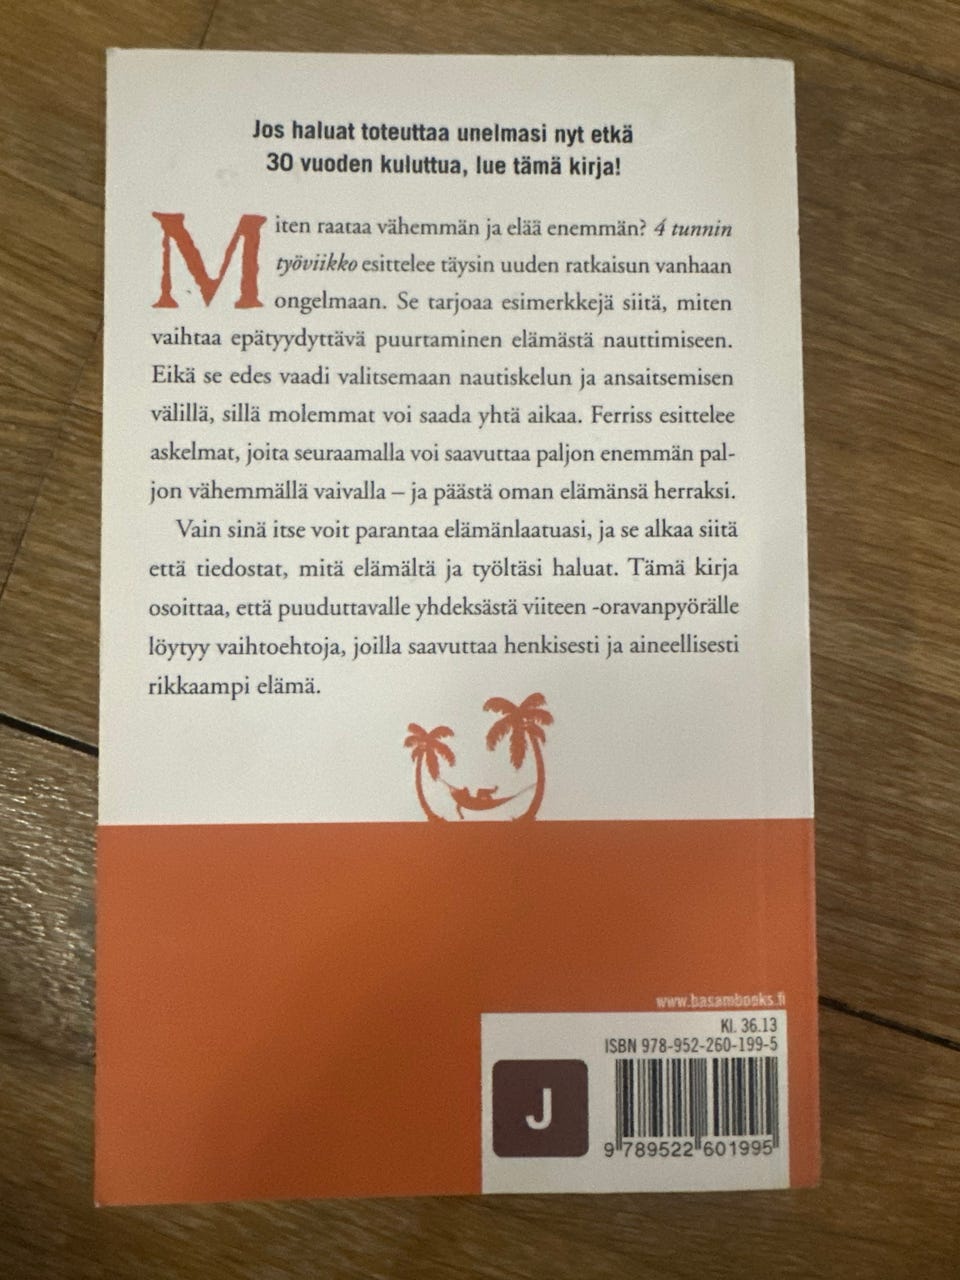 Jos haluat toteuttaa unelmasi nyt etkä
30 vuoden kuluttua, lue tämä kirja!
Miten raataa vähemmän ja elää enemmän? 4 tunnin
työviikko esittelee täysin uuden ratkaisun vanhaan
ongelmaan. Se tarjoaa esimerkkejä siitä, miten
vaihtaa epätyydyttävä puurtaminen elämästä nauttimiseen.
Eikä se edes vaadi valitsemaan nautiskelun ja ansaitsemisen
välillä, sillä molemmat voi saada yhtä aikaa. Ferriss esittelee
askelmat, joita seuraamalla voi saavuttaa paljon enemmän pal-
jon vähemmällä vaivalla – ja päästä oman elämänsä herraksi.
Vain sinä itse voit parantaa elämänlaatuasi, ja se alkaa siitä
että tiedostat, mitä elämältä ja työltäsi haluat. Tämä kirja
osoittaa, että puuduttavalle yhdeksästä viiteen -oravanpyörälle
löytyy vaihtoehtoja, joilla saavuttaa henkisesti ja aineellisesti
rikkaampi elämä.
www.basambooks.fi
Kl. 36.13
ISBN 978-952-260-199-5
J
9 789522 601995